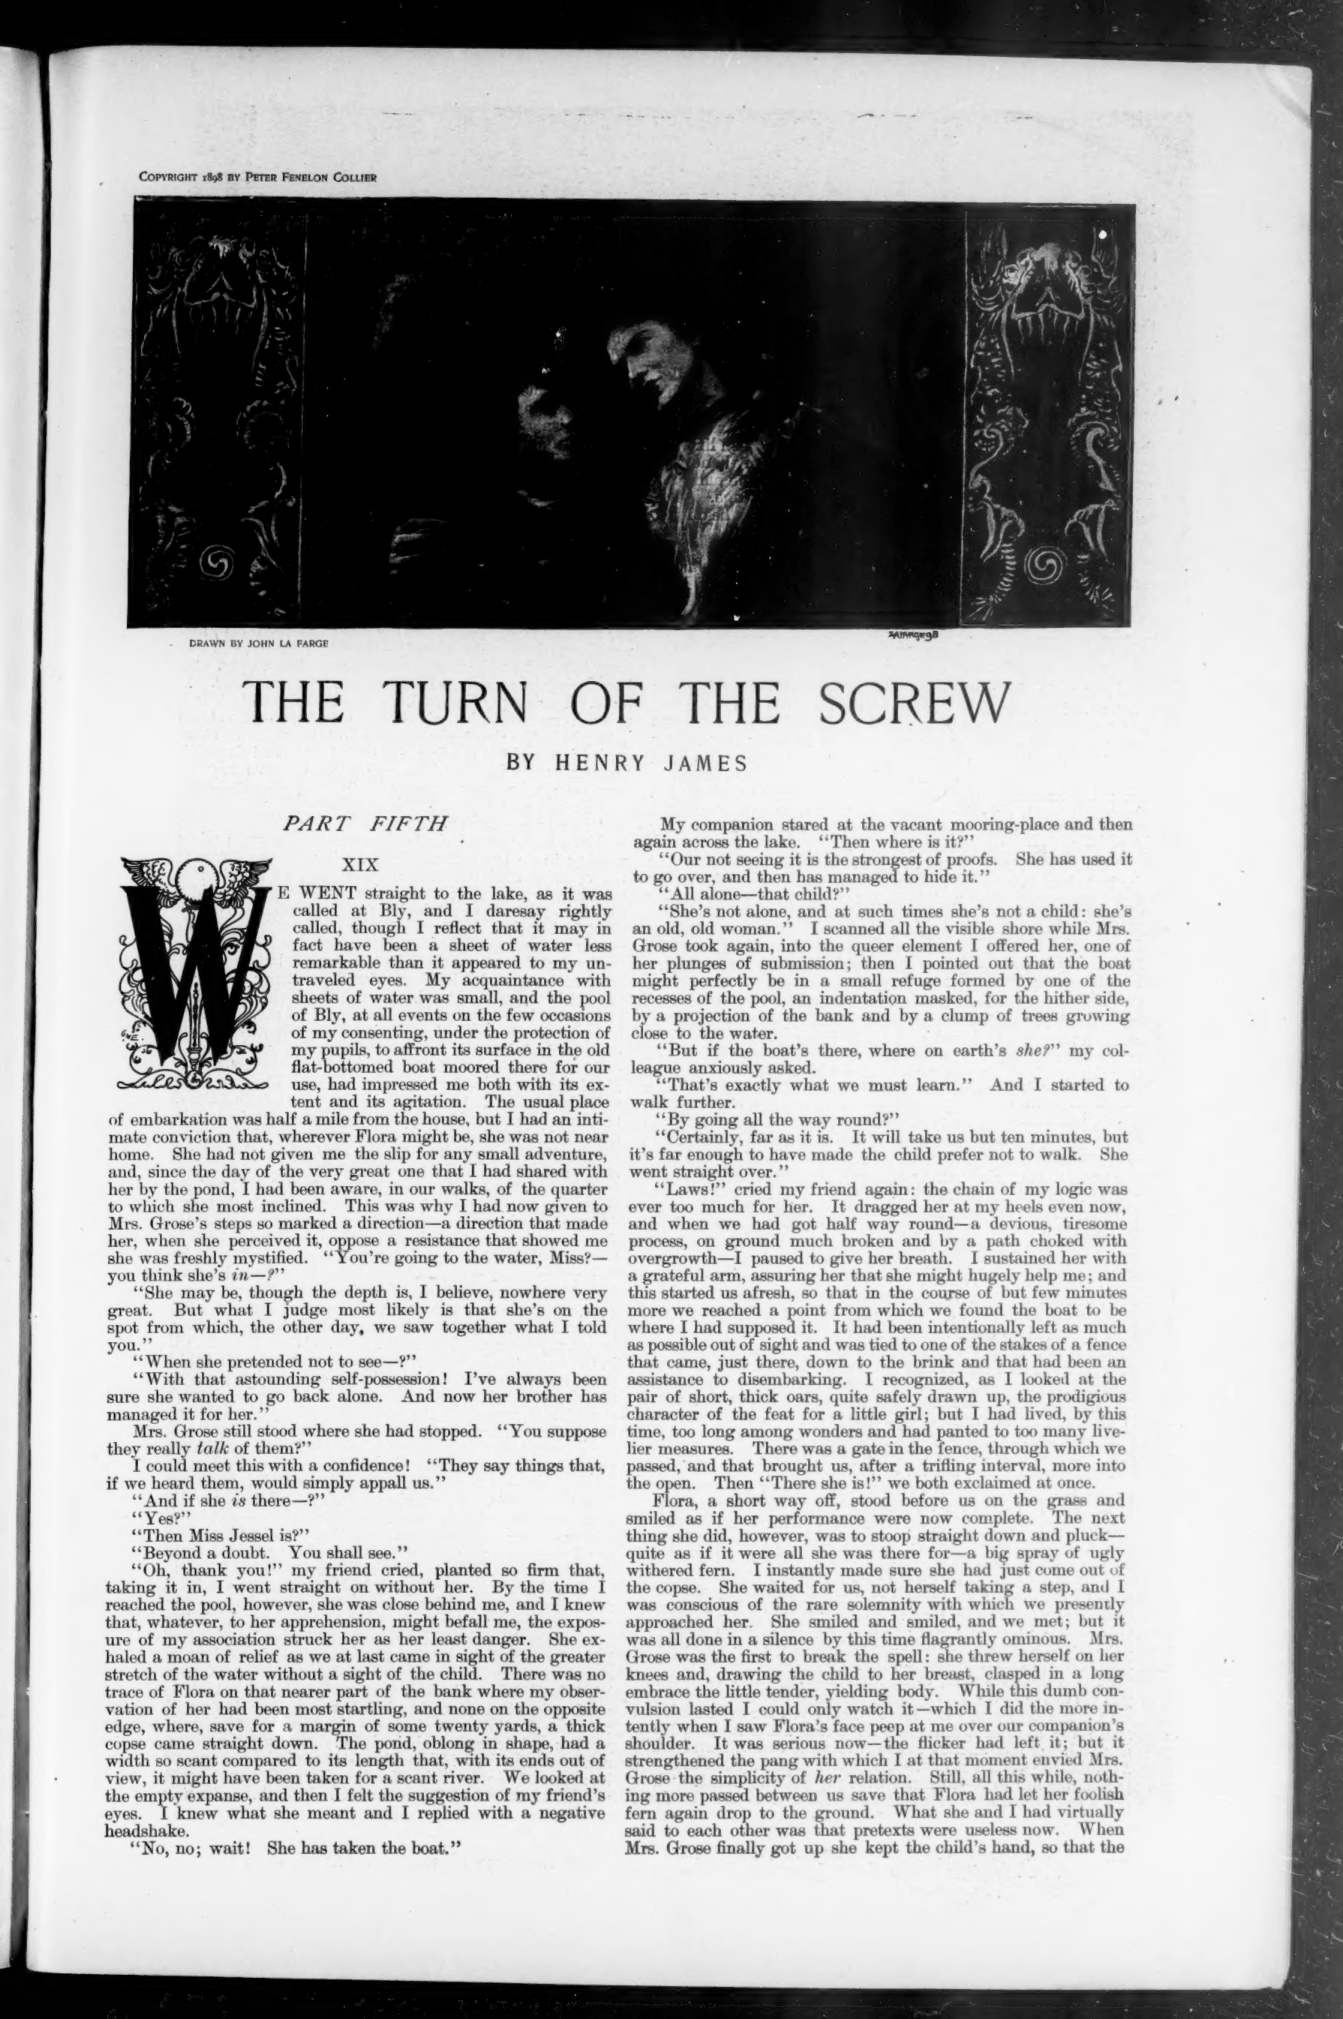 COPYRIGHT 1898 BY PETER FENELON COLLIER
DRAWN BY JOHN LA FARGE
THE TURN OF THE SCREW
BY HENRY JAMES
PART FIFTH
XIX
WE WENT straight to the lake, as it was
called at Bly, and I daresay rightly
called, though I reflect that it may in
fact have been a sheet of water less
remarkable than it appeared to my un-
traveled eyes. My acquaintance with
sheets of water was small, and the pool
of Bly, at all events on the few occasions
of my consenting, under the protection of
my pupils, to affront its surface in the old
flat-bottomed boat moored there for our
use, had impressed me both with its ex-
tent and its agitation. The usual place
of embarkation was half a mile from the house, but I had an inti-
mate conviction that, wherever Flora might be, she was not near
home. She had not given me the slip for any small adventure,
and, since the day of the very great one that I had shared with
her by the pond, I had been aware, in our walks, of the quarter
to which she most inclined. This was why I had now given to
Mrs. Grose's steps so marked a direction—a direction that made
her, when she perceived it, oppose a resistance that showed me
she was freshly mystified. “You're going to the water, Miss?—
you think she's in—?”
“She may be, though the depth is, I believe, nowhere very
great. But what I judge most likely is that she's on the
spot from which, the other day, we saw together what I told
you.”
“When she pretended not to see—?”
“With that astounding self-possession! I've always been
sure she wanted to go back alone. And now her brother has
managed it for her.”
Mrs. Grose still stood where she had stopped. “You suppose
they really talk of them?”
I could meet this with a confidence! “They say things that,
if we heard them, would simply appall us.”
“And if she is there—?”
“Yes?”
“Then Miss Jessel is?”
“Beyond a doubt. You shall see.”
“Oh, thank you!” my friend cried, planted so firm that,
taking it in, I went straight on without her. By the time I
reached the pool, however, she was close behind me, and I knew
that, whatever, to her apprehension, might befall me, the expos-
ure of my association struck her as her least danger. She ex-
haled a moan of relief as we at last came in sight of the greater
stretch of the water without a sight of the child. There was no
trace of Flora on that nearer part of the bank where my obser-
vation of her had been most startling, and none on the opposite
edge, where, save for a margin of some twenty yards, a thick
copse came straight down. The pond, oblong in shape, had a
width so scant compared to its length that, with its ends out of
view, it might have been taken for a scant river. We looked at
the empty expanse, and then I felt the suggestion of my friend's
eyes. I knew what she meant and I replied with a negative
headshake.
“No, no; wait! She has taken the boat.”
My companion stared at the vacant mooring-place and then
again across the lake. “Then where is it?”
“Our not seeing it is the strongest of proofs. She has used it
to go over, and then has managed to hide it.”
“All alone—that child?”
“She's not alone, and at such times she's not a child: she's
an old, old woman.” I scanned all the visible shore while Mrs.
Grose took again, into the queer element I offered her, one of
her plunges of submission; then I pointed out that the boat
might perfectly be in a small refuge formed by one of the
recesses of the pool, an indentation masked, for the hither side,
by a projection of the bank and by a clump of trees growing
close to the water.
“But if the boat's there, where on earth's she?” my col-
league anxiously asked.
“That's exactly what we must learn.” And I started to
walk further.
“By going all the way round?”
“Certainly, far as it is. It will take us but ten minutes, but
it's far enough to have made the child prefer not to walk. She
went straight over.”
“Laws!” cried my friend again: the chain of my logic was
ever too much for her. It dragged her at my heels even now,
and when we had got half way round—a devious, tiresome
process, on ground much broken and by a path choked with
overgrowth—I paused to give her breath. I sustained her with
a grateful arm, assuring her that she might hugely help me; and
this started us afresh, so that in the course of but few minutes
more we reached a point from which we found the boat to be
where I had supposed it. It had been intentionally left as much
as possible out of sight and was tied to one of the stakes of a fence
that came, just there, down to the brink and that had been an
assistance to disembarking. I recognized, as I looked at the
pair of short, thick oars, quite safely drawn up, the prodigious
character of the feat for a little girl; but I had lived, by this
time, too long among wonders and had panted to too many live-
lier measures. There was a gate in the fence, through which we
passed, and that brought us, after a trifling interval, more into
the open. Then “There she is!” we both exclaimed at once.
Flora, a short way off, stood before us on the grass and
smiled as if her performance were now complete. The next
thing she did, however, was to stoop straight down and pluck—
quite as if it were all she was there for—a big spray of ugly
withered fern. I instantly made sure she had just come out of
the copse. She waited for us, not herself taking a step, and I
was conscious of the rare solemnity with which we presently
approached her. She smiled and smiled, and we met; but it
was all done in a silence by this time flagrantly ominous. Mrs.
Grose was the first to break the spell: she threw herself on her
knees and, drawing the child to her breast, clasped in a long
embrace the little tender, yielding body. While this dumb con-
vulsion lasted I could only watch it—which I did the more in-
tently when I saw Flora's face peep at me over our companion's
shoulder. It was serious now—the flicker had left it; but it
strengthened the pang with which I at that moment envied Mrs.
Grose the simplicity of her relation. Still, all this while, noth-
ing more passed between us save that Flora had let her foolish
fern again drop to the ground. What she and I had virtually
said to each other was that pretexts were useless now. When
Mrs. Grose finally got up she kept the child's hand, so that the